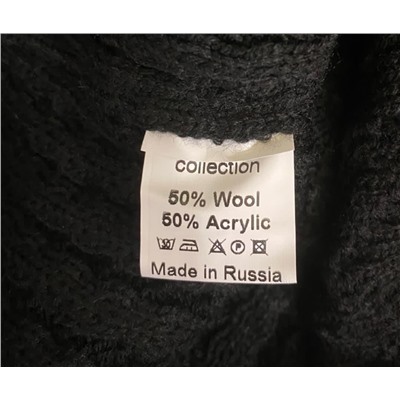 collection
50% Wool
50% Acrylic
Made in Russia